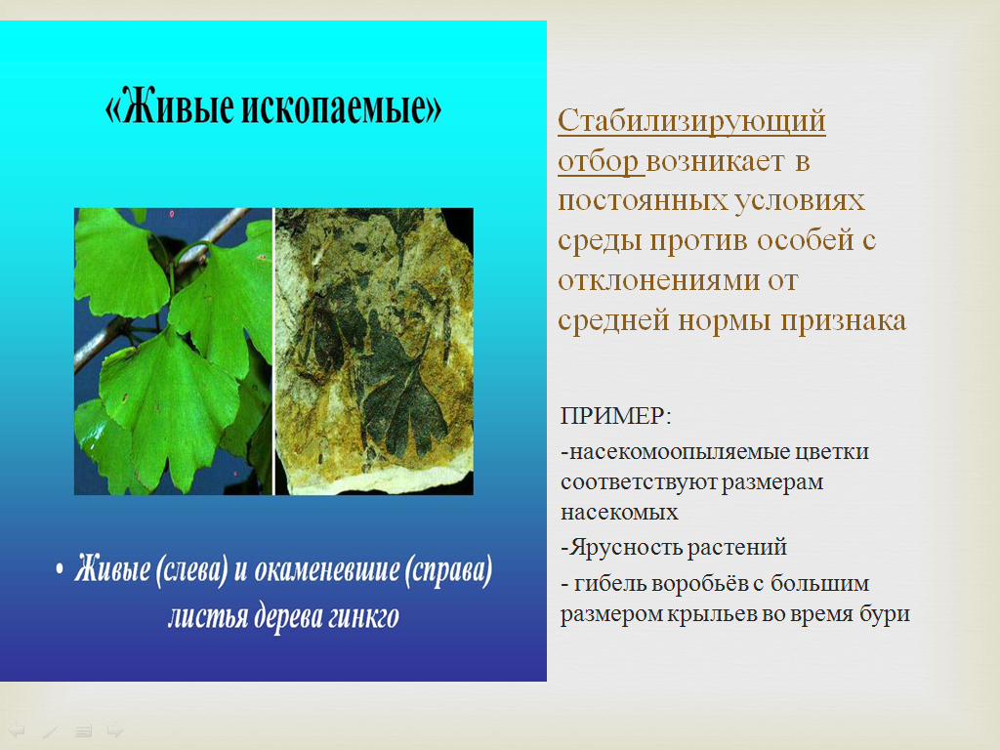 «Живые ископаемые»
• Живые (слева) и окаменевшие (справа)
листья дерева гинкго
Стабилизирующий
отбор возникает в
постоянных условиях
среды против особей с
отклонениями от
средней нормы признака
ПРИМЕР:
-насекомоопыляемые цветки
соответствуют размерам
насекомых
-Ярусность растений
- гибель воробьёв с большим
размером крыльев во время бури